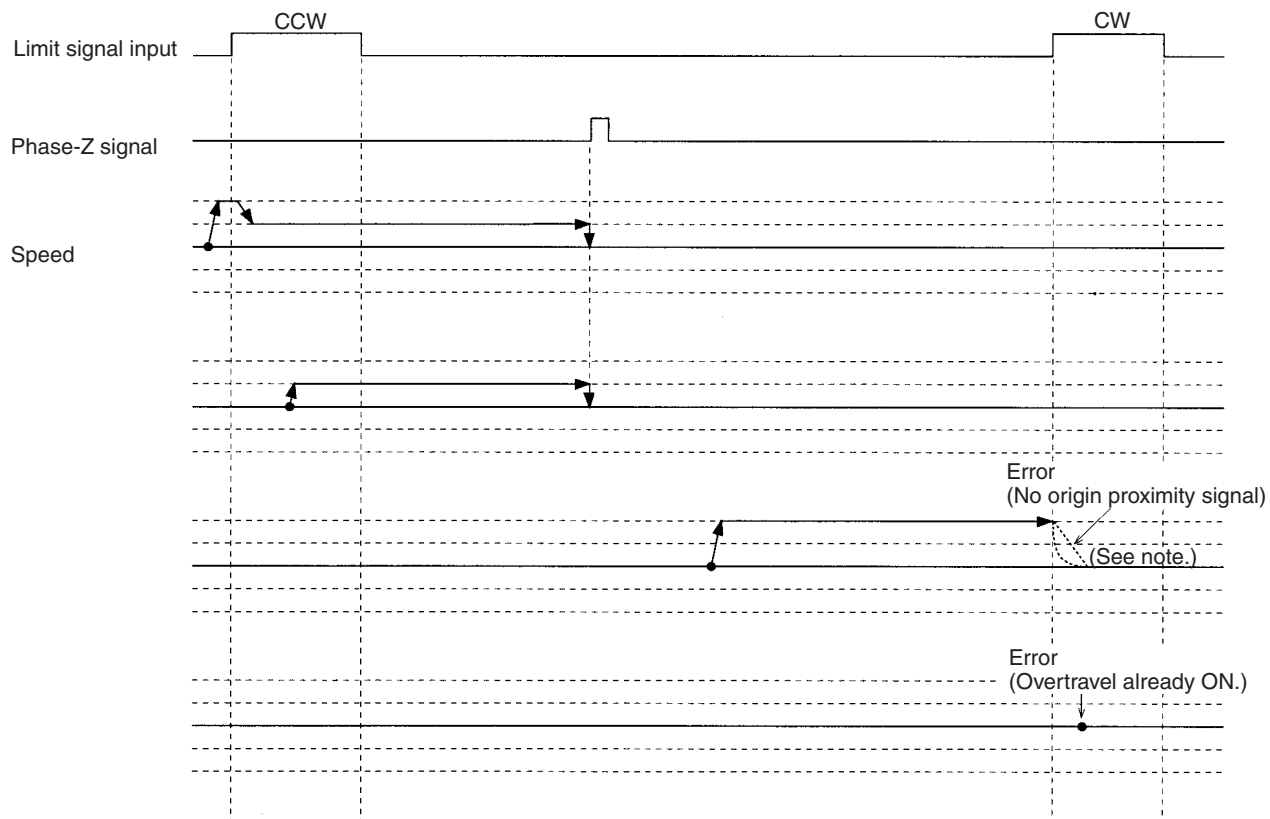 CCW
CW
Limit signal input
Phase-Z signal
Speed
Error
(No origin proximity signal)
(See note.)
Error
(Overtravel already ON.)